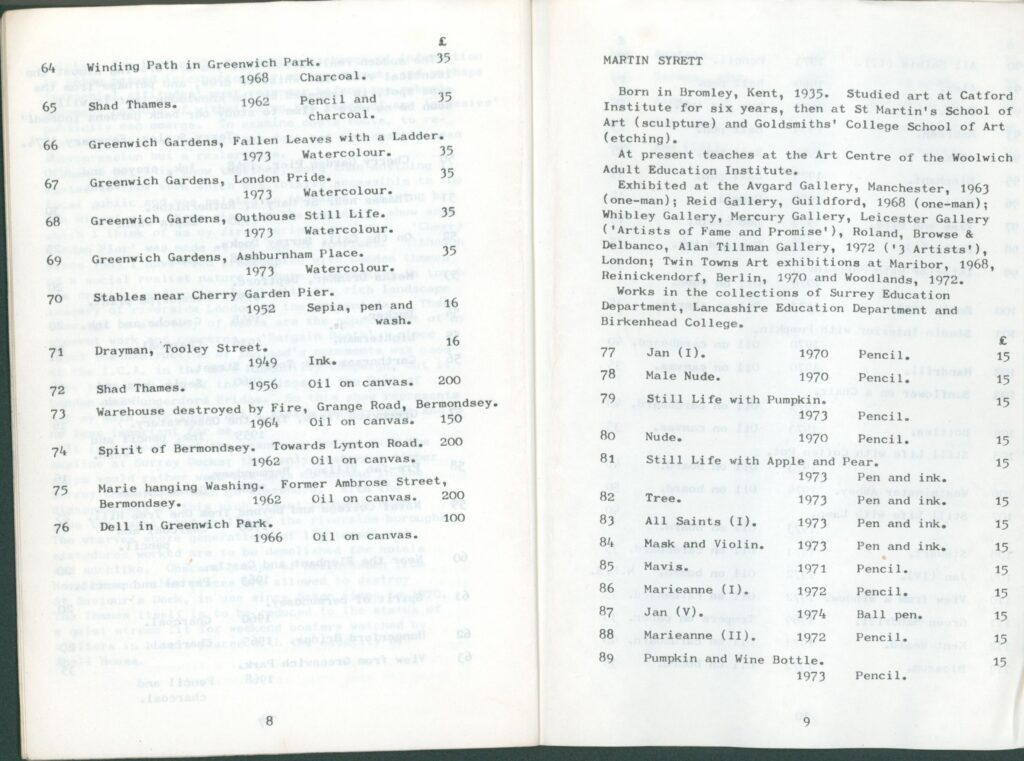 £
64 Winding Path in Greenwich Park. 35
1968 Charcoal.
65 Shad Thames. 1962 Pencil and 35
charcoal.
66 Greenwich Gardens, Fallen Leaves with a Ladder.
1973 Watercolour. 35
67 Greenwich Gardens, London Pride. 35
1973 Watercolour.
68 Greenwich Gardens, Outhouse Still Life. 35
1973 Watercolour.
69 Greenwich Gardens, Ashburnham Place. 35
1973 Watercolour.
70 Stables near Cherry Garden Pier.
1952 Sepia, pen and 16
wash.
71 Drayman, Tooley Street. 16
1949 Ink.
72 Shad Thames. 1956 Oil on canvas. 200
73 Warehouse destroyed by Fire, Grange Road, Bermondsey.
1964 Oil on canvas. 150
74 Spirit of Bermondsey. Towards Lynton Road. 200
1962 Oil on canvas.
75 Marie hanging Washing. Former Ambrose Street,
Bermondsey. 1962 Oil on canvas. 200
76 Dell in Greenwich Park. 100
1966 Oil on canvas.
8
MARTIN SYRETT
Born in Bromley, Kent, 1935. Studied art at Catford
Institute for six years, then at St Martin's School of
Art (sculpture) and Goldsmiths' College School of Art
(etching).
At present teaches at the Art Centre of the Woolwich
Adult Education Institute.
Exhibited at the Avgard Gallery, Manchester, 1963
(one-man); Reid Gallery, Guildford, 1968 (one-man);
Whibley Gallery, Mercury Gallery, Leicester Gallery
('Artists of Fame and Promise'), Roland, Browse &
Delbanco, Alan Tillman Gallery, 1972 ('3 Artists'),
London; Twin Towns Art exhibitions at Maribor, 1968,
Reinickendorf, Berlin, 1970 and Woodlands, 1972.
Works in the collections of Surrey Education
Department, Lancashire Education Department and
Birkenhead College.
£
77 Jan (I). 1970 Pencil. 15
78 Male Nude. 1970 Pencil. 15
79 Still Life with Pumpkin. 15
1973 Pencil.
80 Nude. 1970 Pencil. 15
81 Still Life with Apple and Pear. 15
1973 Pen and ink.
82 Tree. 1973 Pen and ink. 15
83 All Saints (I). 1973 Pen and ink. 15
84 Mask and Violin. 1973 Pen and ink. 15
85 Mavis. 1971 Pencil. 15
86 Marieanne (I). 1972 Pencil. 15
87 Jan (V). 1974 Ball pen. 15
88 Marieanne (II). 1972 Pencil. 15
89 Pumpkin and Wine Bottle. 15
1973 Pencil.
9